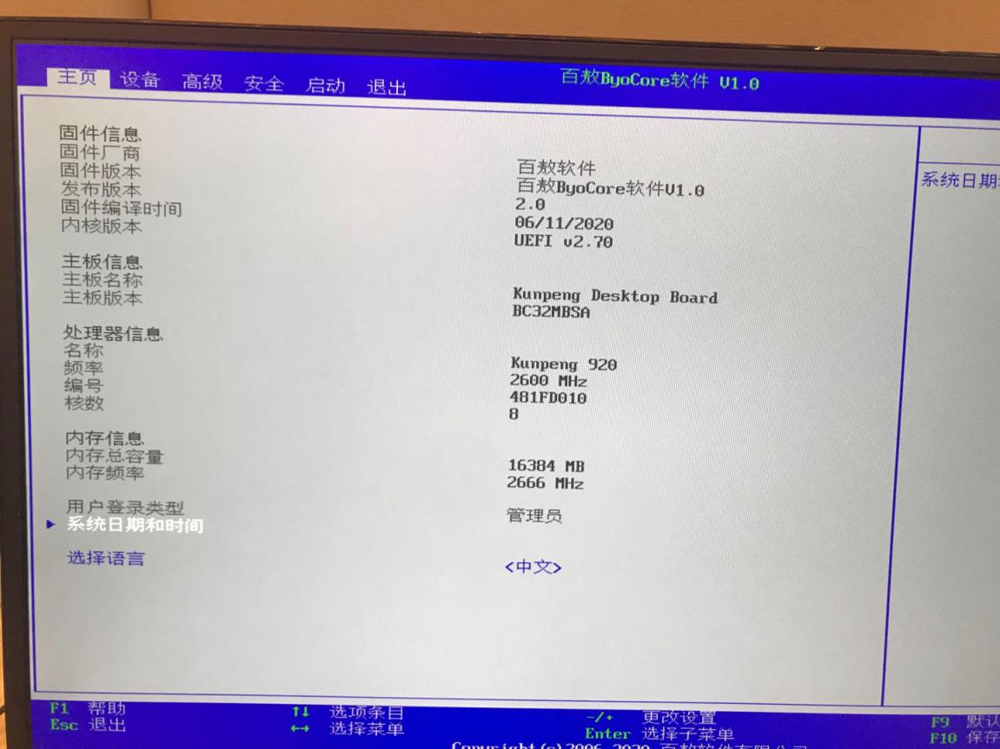 百敖ByoCore软件 V1.0
主页 设备 高级 安全 启动 退出
固件信息
固件厂商 百敖软件
固件版本 百敖ByoCore软件V1.0
发布版本 2.0
固件编译时间 06/11/2020
内核版本 UEFI v2.70
主板信息
主板名称 Kunpeng Desktop Board
主板版本 BC32MBSA
处理器信息
名称 Kunpeng 920
频率 2600 MHz
编号 481FD010
核数 8
内存信息
内存总容量 16384 MB
内存频率 2666 MHz
用户登录类型 管理员
系统日期和时间
选择语言 <中文>
系统日期
F1 帮助 ↑↓ 选项条目 -/+ 更改设置 F9 默认
Esc 退出 ←→ 选择菜单 Enter 选择子菜单 F10 保存
Copyright(c)2006-2020 百敖软件有限公司